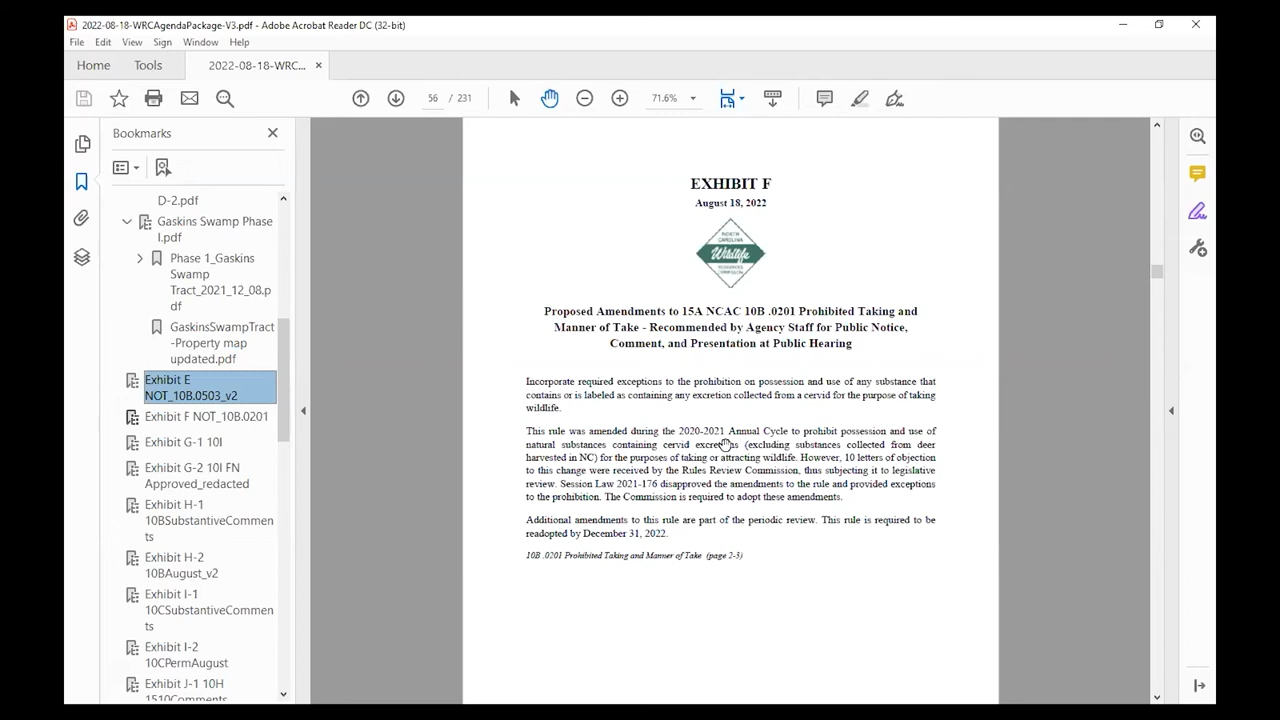 2022-08-18-WRCAgendaPackage-V3.pdf - Adobe Acrobat Reader DC (32-bit)
File Edit View Sign Window Help
Home Tools 2022-08-18-WRC... ×
56 / 231 71.6%
Bookmarks
D-2.pdf
Gaskins Swamp Phase
I.pdf
Phase 1_Gaskins
Swamp
Tract_2021_12_08.p
df
GaskinsSwampTract
-Property map
updated.pdf
Exhibit E
NOT_10B.0503_v2
Exhibit F NOT_10B.0201
Exhibit G-1 10I
Exhibit G-2 10I FN
Approved_redacted
Exhibit H-1
10BSubstantiveCommen
ts
Exhibit H-2
10BAugust_v2
Exhibit I-1
10CSubstantiveCommen
ts
Exhibit I-2
10CPermAugust
Exhibit J-1 10H
1510Comments
EXHIBIT F
August 18, 2022
NORTH
CAROLINA
Wildlife
RESOURCES
COMMISSION
Proposed Amendments to 15A NCAC 10B .0201 Prohibited Taking and
Manner of Take - Recommended by Agency Staff for Public Notice,
Comment, and Presentation at Public Hearing
Incorporate required exceptions to the prohibition on possession and use of any substance that
contains or is labeled as containing any excretion collected from a cervid for the purpose of taking
wildlife.
This rule was amended during the 2020-2021 Annual Cycle to prohibit possession and use of
natural substances containing cervid excretions (excluding substances collected from deer
harvested in NC) for the purposes of taking or attracting wildlife. However, 10 letters of objection
to this change were received by the Rules Review Commission, thus subjecting it to legislative
review. Session Law 2021-176 disapproved the amendments to the rule and provided exceptions
to the prohibition. The Commission is required to adopt these amendments.
Additional amendments to this rule are part of the periodic review. This rule is required to be
readopted by December 31, 2022.
10B .0201 Prohibited Taking and Manner of Take (page 2-3)